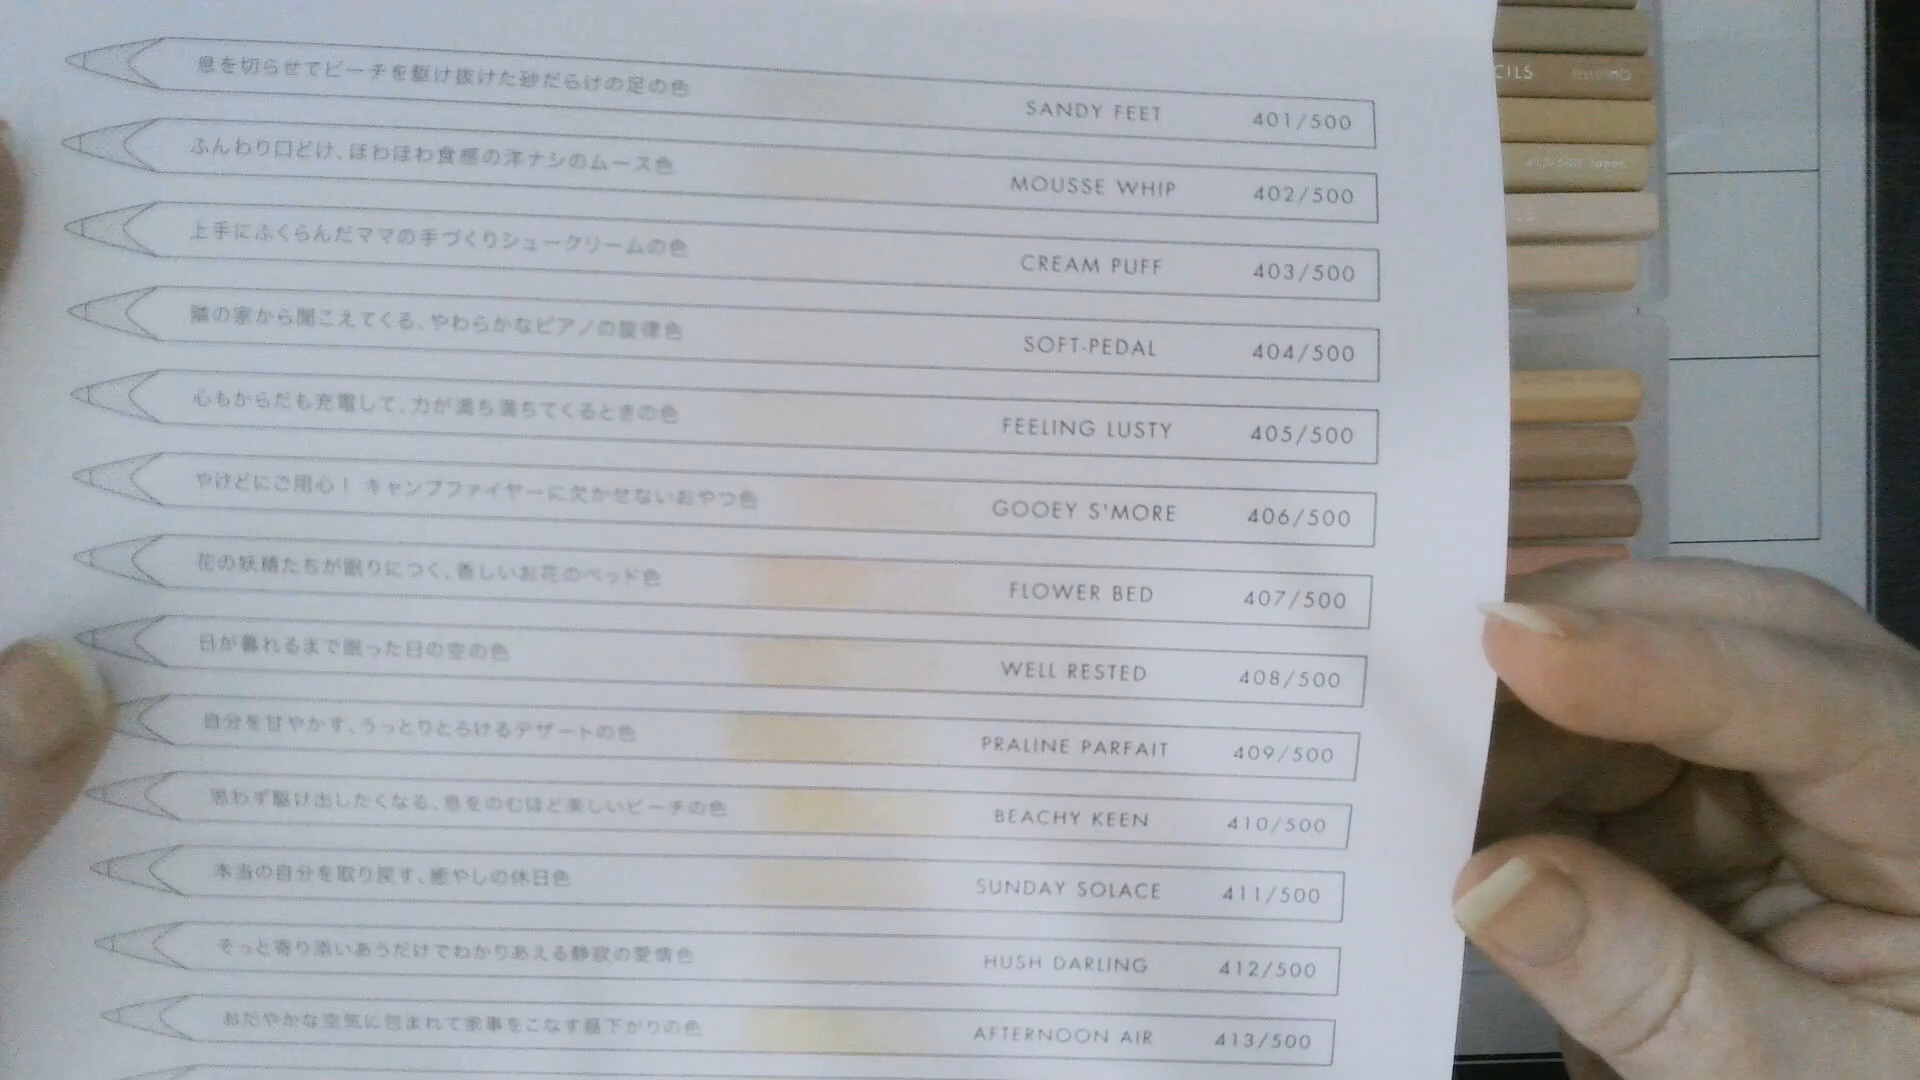 息を切らせてビーチを駆け抜けた砂だらけの足の色 SANDY FEET 401/500
ふんわり口どけ、ほわほわ食感の洋ナシのムース色 MOUSSE WHIP 402/500
上手にふくらんだママの手づくりシュークリームの色 CREAM PUFF 403/500
隣の家から聞こえてくる、やわらかなピアノの旋律色 SOFT-PEDAL 404/500
心もからだも充電して、力が満ち満ちてくるときの色 FEELING LUSTY 405/500
やけどにご用心！ キャンプファイヤーに欠かせないおやつ色 GOOEY S'MORE 406/500
花の妖精たちが眠りにつく、香しいお花のベッド色 FLOWER BED 407/500
日が暮れるまで眠った日の空の色 WELL RESTED 408/500
自分を甘やかす、うっとりとろけるデザートの色 PRALINE PARFAIT 409/500
思わず駆け出したくなる、息をのむほど美しいビーチの色 BEACHY KEEN 410/500
本当の自分を取り戻す、癒やしの休日色 SUNDAY SOLACE 411/500
そっと寄り添いあうだけでわかりあえる静寂の愛情色 HUSH DARLING 412/500
おだやかな空気に包まれて家事をこなす昼下がりの色 AFTERNOON AIR 413/500
CILS FELISSIMO